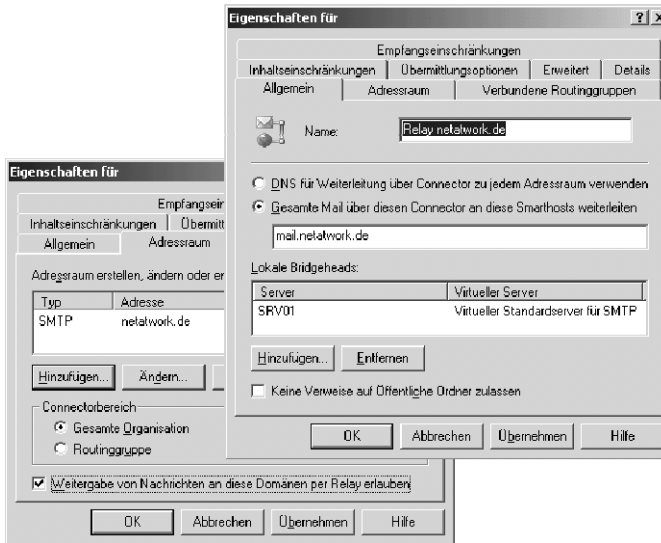 Eigenschaften für
Empfangseinschränkungen
Inhaltseinschränkungen Übermittlungsoptionen Erweitert Details
Allgemein Adressraum Verbundene Routinggruppen
Name: Relay netatwork.de
DNS für Weiterleitung über Connector zu jedem Adressraum verwenden
Gesamte Mail über diesen Connector an diese Smarthosts weiterleiten
mail.netatwork.de
Lokale Bridgeheads:
Server Virtueller Server
SRV01 Virtueller Standardserver für SMTP
Hinzufügen... Entfernen
Keine Verweise auf Öffentliche Ordner zulassen
OK Abbrechen Übernehmen Hilfe
Eigenschaften für
Inhaltseinschränkungen
Allgemein Adressraum
Adressraum erstellen, ändern oder
Typ Adresse
SMTP netatwork.de
Hinzufügen... Ändern...
Connectorbereich
Gesamte Organisation
Routinggruppe
Weitergabe von Nachrichten an diese Domänen per Relay erlauben
OK Abbrechen Übernehmen Hilfe